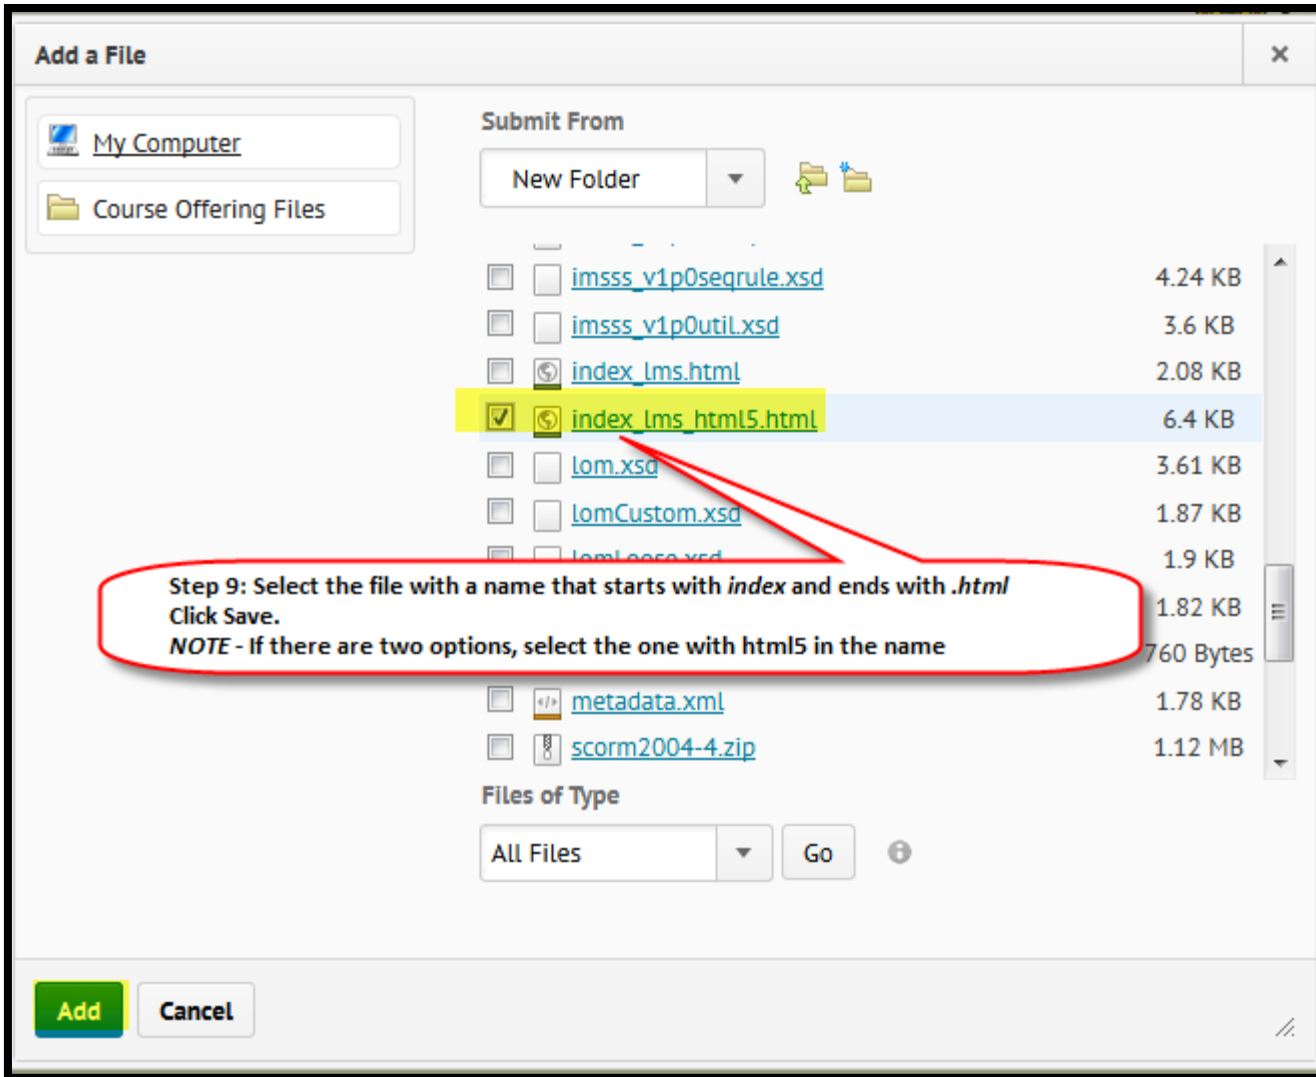 Add a File
My Computer
Course Offering Files
Submit From
New Folder
imsss_v1p0seqrule.xsd 4.24 KB
imsss_v1p0util.xsd 3.6 KB
index_lms.html 2.08 KB
index_lms_html5.html 6.4 KB
lom.xsd 3.61 KB
lomCustom.xsd 1.87 KB
lomLoose.xsd 1.9 KB
Step 9: Select the file with a name that starts with index and ends with .html
Click Save.
NOTE - If there are two options, select the one with html5 in the name
1.82 KB
760 Bytes
metadata.xml 1.78 KB
scorm2004-4.zip 1.12 MB
Files of Type
All Files Go
Add Cancel